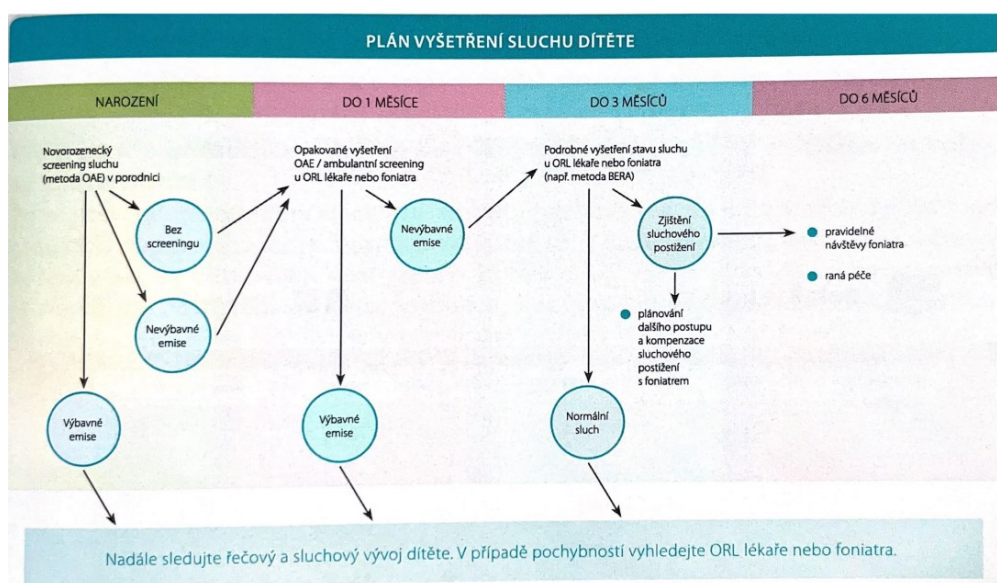 PLÁN VYŠETŘENÍ SLUCHU DÍTĚTE
NAROZENÍ
DO 1 MĚSÍCE
DO 3 MĚSÍCŮ
DO 6 MĚSÍCŮ
Novorozenecký
screening sluchu
(metoda OAE) v porodnici
Bez
screeningu
Nevýbavné
emise
Výbavné
emise
Opakované vyšetření
OAE / ambulantní screening
u ORL lékaře nebo foniatra
Nevýbavné
emise
Výbavné
emise
Podrobné vyšetření stavu sluchu
u ORL lékaře nebo foniatra
(např. metoda BERA)
Zjištění
sluchového
postižení
plánování
dalšího postupu
a kompenzace
sluchového
postižení
s foniatrem
Normální
sluch
pravidelné
návštěvy foniatra
raná péče
Nadále sledujte řečový a sluchový vývoj dítěte. V případě pochybností vyhledejte ORL lékaře nebo foniatra.